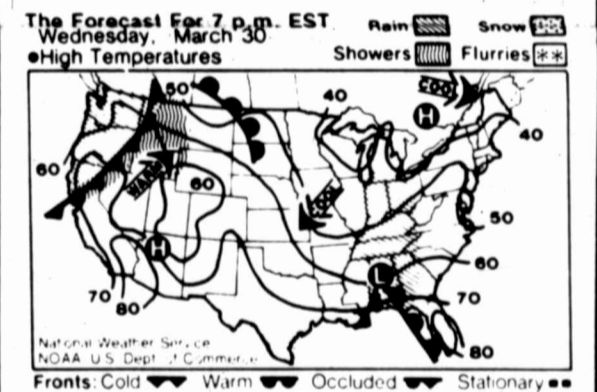 The Forecast For 7 p.m. EST
Wednesday, March 30
●High Temperatures
Rain Snow
Showers Flurries
50
40
COOL
H
40
60
WARM
60
COOL
50
H
60
L
70
80
70
80
National Weather Service
NOAA U.S. Dept. of Commerce
Fronts: Cold Warm Occluded Stationary